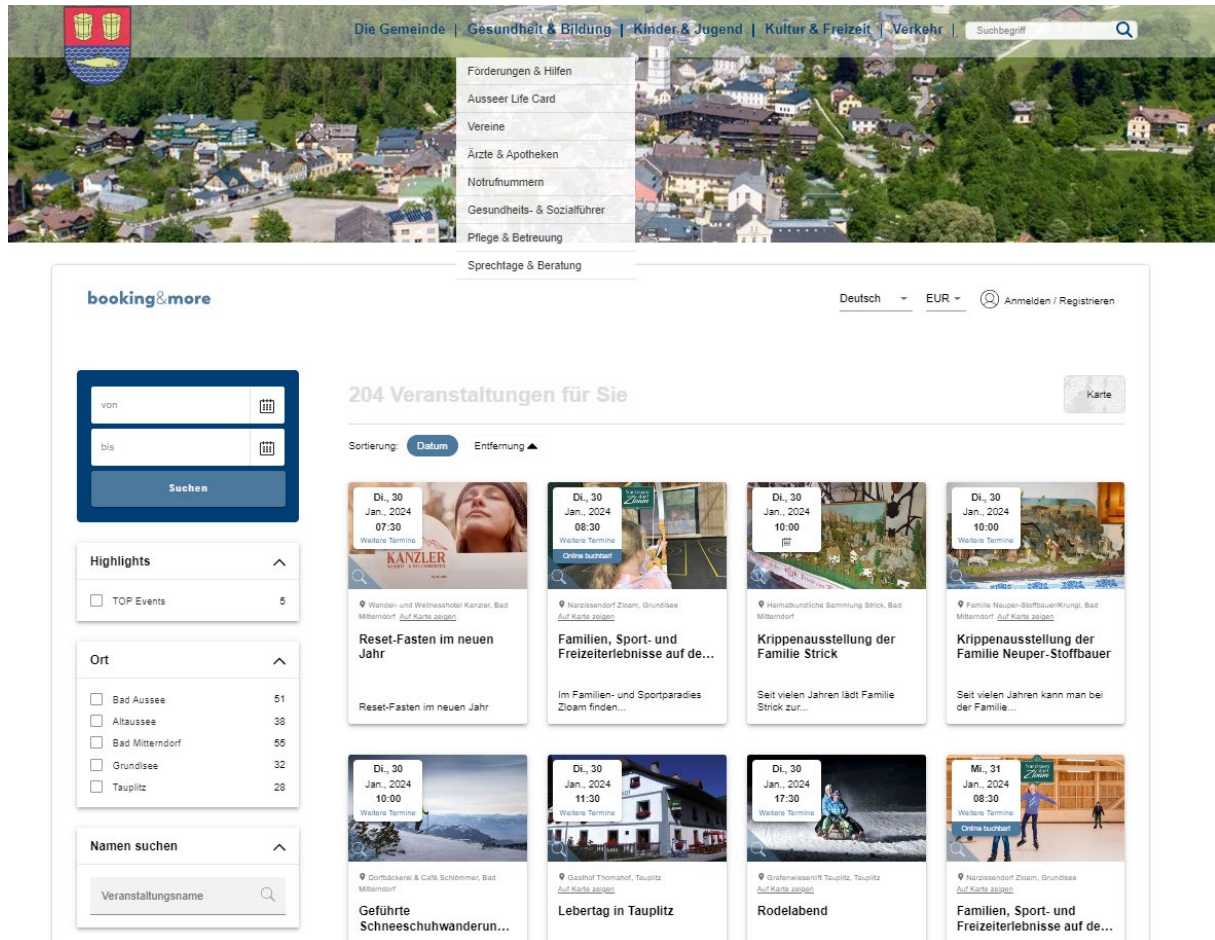 Die Gemeinde | Gesundheit & Bildung | Kinder & Jugend | Kultur & Freizeit | Verkehr | Suchbegriff
Förderungen & Hilfen
Ausseer Life Card
Vereine
Ärzte & Apotheken
Notrufnummern
Gesundheits- & Sozialführer
Pflege & Betreuung
Sprechtage & Beratung
booking&more
Deutsch EUR Anmelden / Registrieren
von
bis
Suchen
Highlights
TOP Events 5
Ort
Bad Aussee 51
Altaussee 38
Bad Mitterndorf 55
Grundlsee 32
Tauplitz 28
Namen suchen
Veranstaltungsname
204 Veranstaltungen für Sie
Karte
Sortierung: Datum Entfernung
Di., 30
Jan., 2024
07:30
Weitere Termine
KANZLER
Wander- und Wellnesshotel Kanzler, Bad
Mitterndorf Auf Karte zeigen
Reset-Fasten im neuen
Jahr
Reset-Fasten im neuen Jahr
Di., 30
Jan., 2024
08:30
Weitere Termine
Online buchbar!
Zloam
Narzissendorf Zloam, Grundlsee
Auf Karte zeigen
Familien, Sport- und
Freizeiterlebnisse auf de...
Im Familien- und Sportparadies
Zloam finden...
Di., 30
Jan., 2024
10:00
Heimatkundliche Sammlung Strick, Bad
Mitterndorf Auf Karte zeigen
Krippenausstellung der
Familie Strick
Seit vielen Jahren lädt Familie
Strick zur...
Di., 30
Jan., 2024
10:00
Weitere Termine
Familie Neuper-Stoffbauer/Krungl, Bad
Mitterndorf Auf Karte zeigen
Krippenausstellung der
Familie Neuper-Stoffbauer
Seit vielen Jahren kann man bei
der Familie...
Di., 30
Jan., 2024
10:00
Weitere Termine
Dorfbäckerei & Café Schlömmer, Bad
Mitterndorf Auf Karte zeigen
Geführte
Schneeschuhwanderun...
Di., 30
Jan., 2024
11:30
Weitere Termine
Gasthof Thomahof, Tauplitz
Auf Karte zeigen
Lebertag in Tauplitz
Di., 30
Jan., 2024
17:30
Weitere Termine
Grafenwiesenlift Tauplitz, Tauplitz
Auf Karte zeigen
Rodelabend
Mi., 31
Jan., 2024
08:30
Weitere Termine
Online buchbar!
Narzissen
dorf
Zloam
Narzissendorf Zloam, Grundlsee
Auf Karte zeigen
Familien, Sport- und
Freizeiterlebnisse auf de...